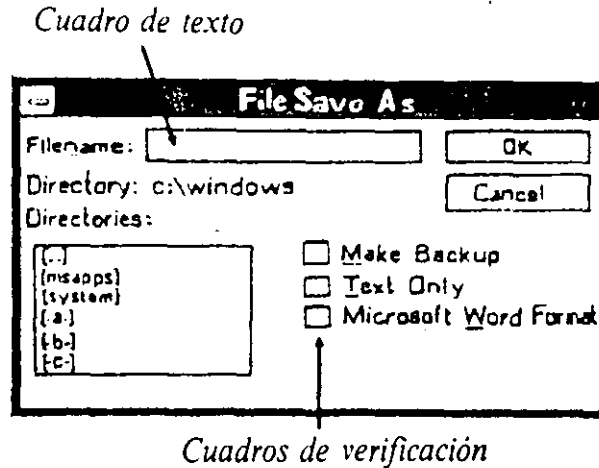 Cuadro de texto
File Savo As
Filename:
OK
Directory: c:\windows
Cancel
Directories:
[..]
[msapps]
[system]
[-a-]
[-b-]
[-c-]
Make Backup
Text Only
Microsoft Word Format
Cuadros de verificación